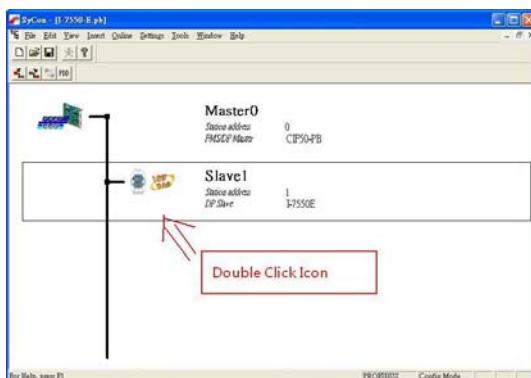 SyCon - [I-7550-E.pb]
File Edit View Insert Online Settings Tools Window Help
Master0
Station address 0
FMS/DP Master CIF50-PB
Slave1
Station address 1
DP Slave I-7550E
Double Click Icon
For Help, press F1 PROFIBUS Config Mode